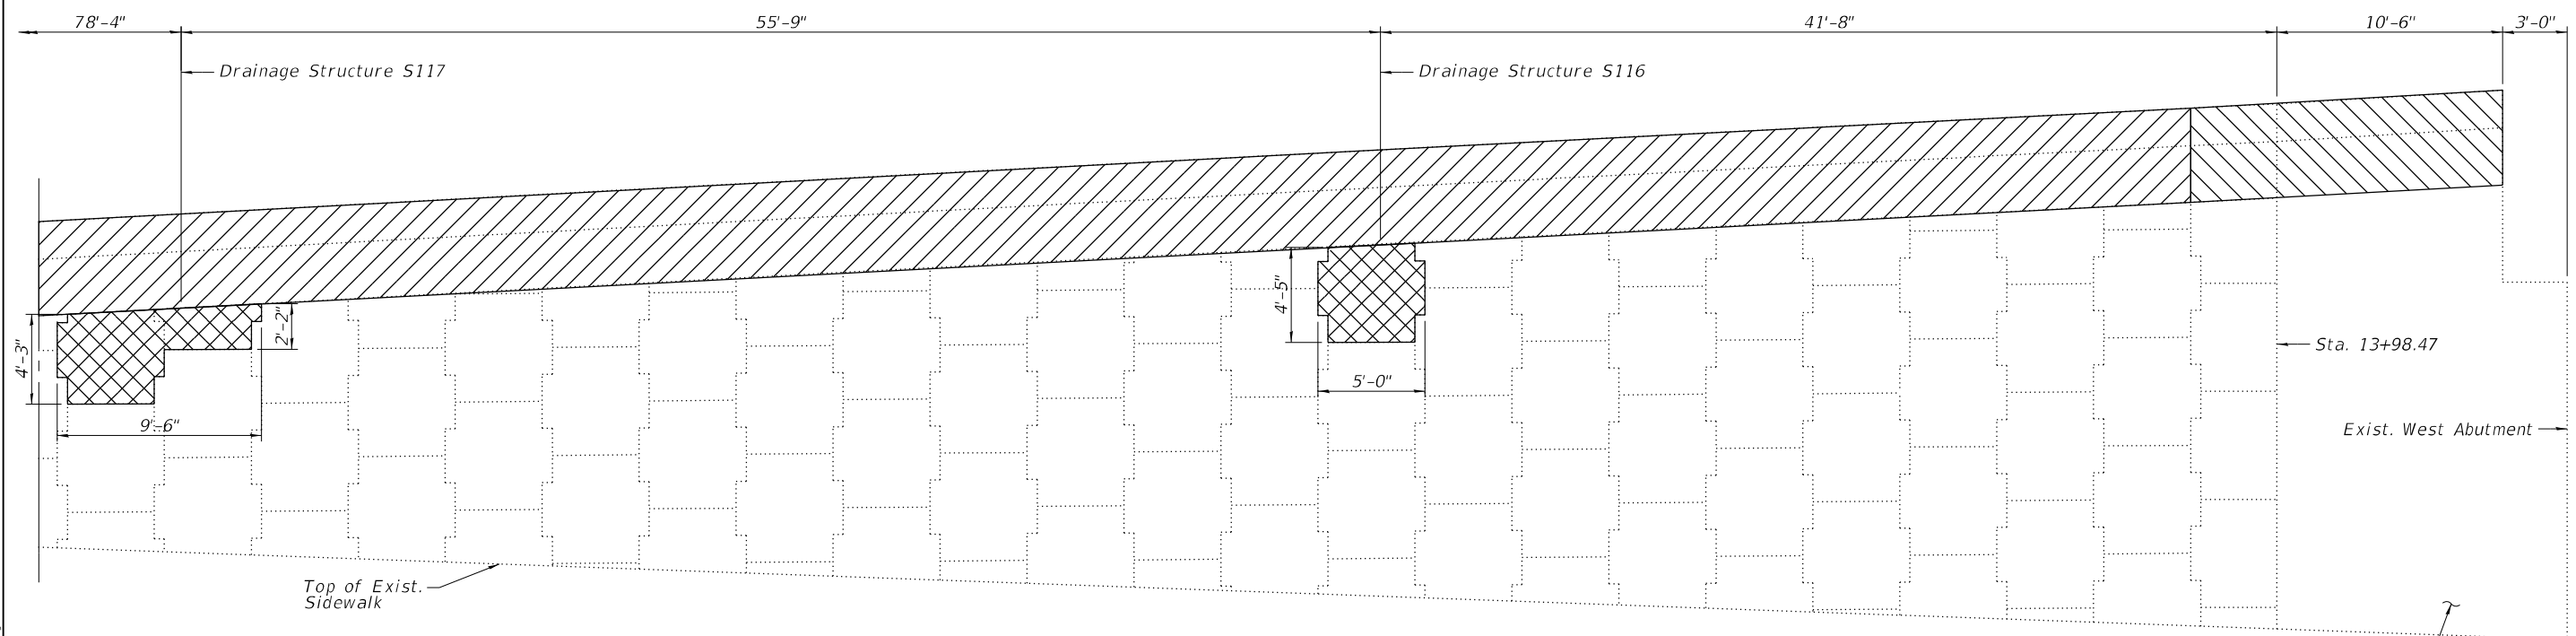 78'-4"
55'-9"
41'-8"
10'-6"
3'-0"
Drainage Structure S117
Drainage Structure S116
4'-3"
2'-2"
4'-5"
Sta. 13+98.47
5'-0"
9'-6"
Exist. West Abutment
Top of Exist.
Sidewalk